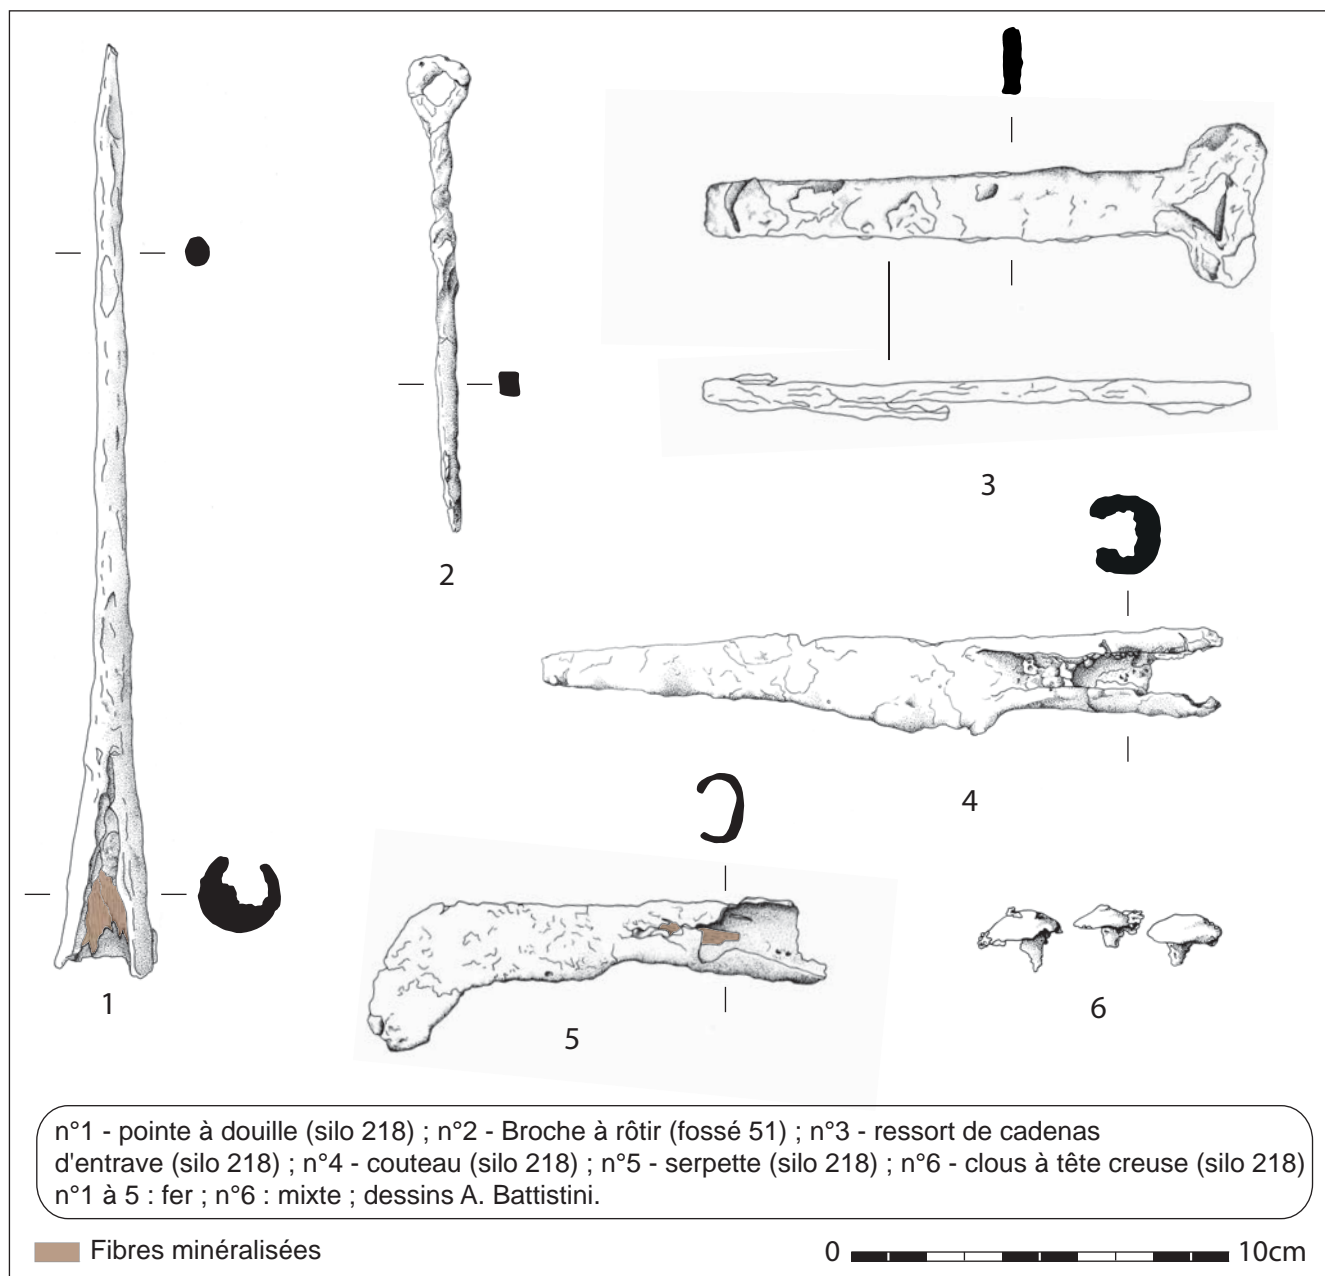 3
2
4
1
5
6
n°1 - pointe à douille (silo 218) ; n°2 - Broche à rôtir (fossé 51) ; n°3 - ressort de cadenas
d'entrave (silo 218) ; n°4 - couteau (silo 218) ; n°5 - serpette (silo 218) ; n°6 - clous à tête creuse (silo 218)
n°1 à 5 : fer ; n°6 : mixte ; dessins A. Battistini.
Fibres minéralisées
0 10cm